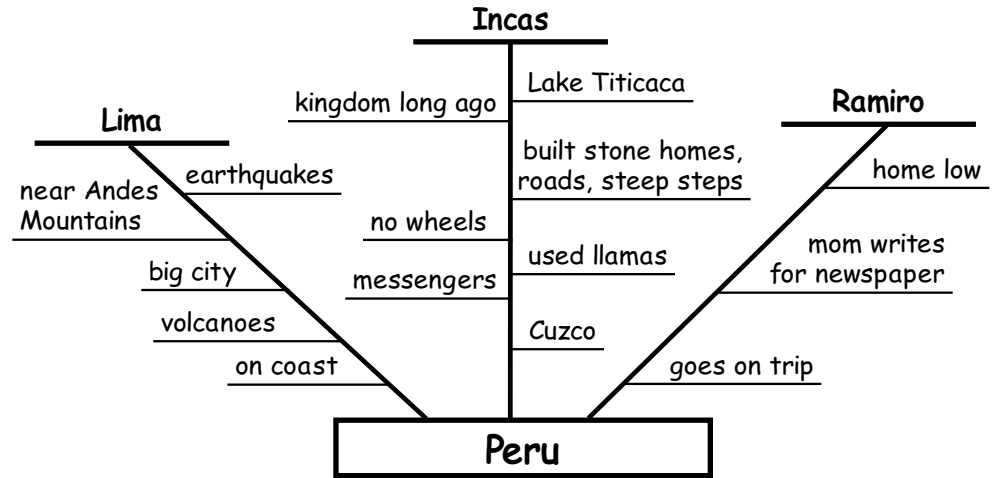 Incas
Lake Titicaca
kingdom long ago
built stone homes,
roads, steep steps
no wheels
used llamas
messengers
Cuzco
Lima
earthquakes
near Andes
Mountains
big city
volcanoes
on coast
Ramiro
home low
mom writes
for newspaper
goes on trip
Peru